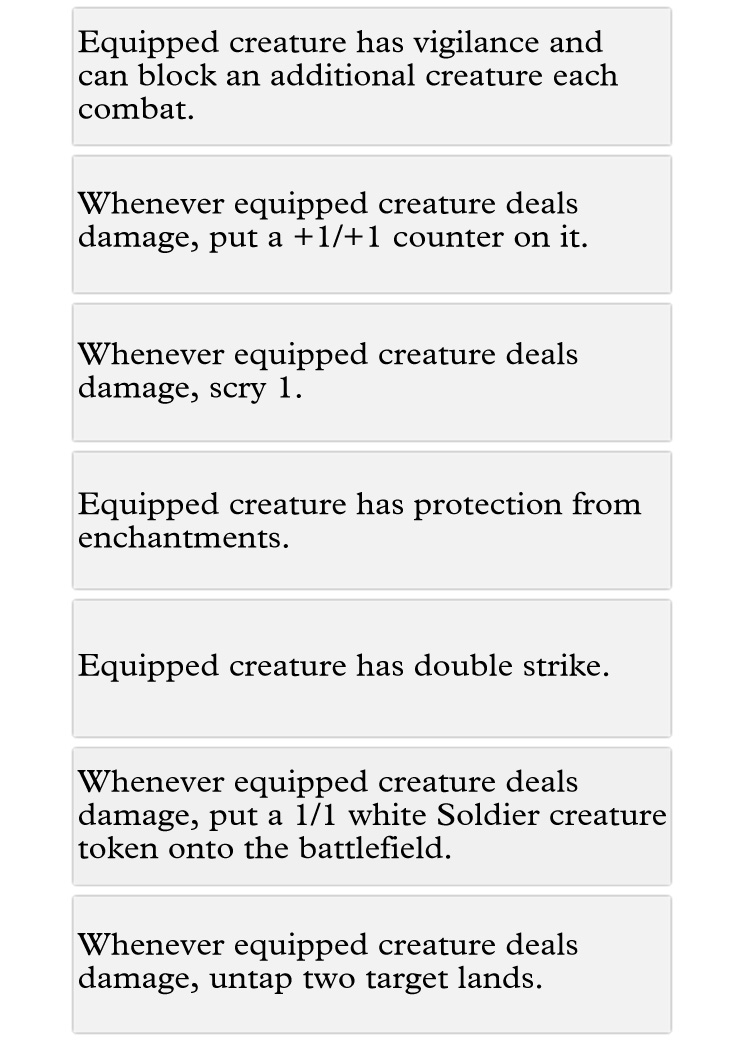 Equipped creature has vigilance and
can block an additional creature each
combat.
Whenever equipped creature deals
damage, put a +1/+1 counter on it.
Whenever equipped creature deals
damage, scry 1.
Equipped creature has protection from
enchantments.
Equipped creature has double strike.
Whenever equipped creature deals
damage, put a 1/1 white Soldier creature
token onto the battlefield.
Whenever equipped creature deals
damage, untap two target lands.